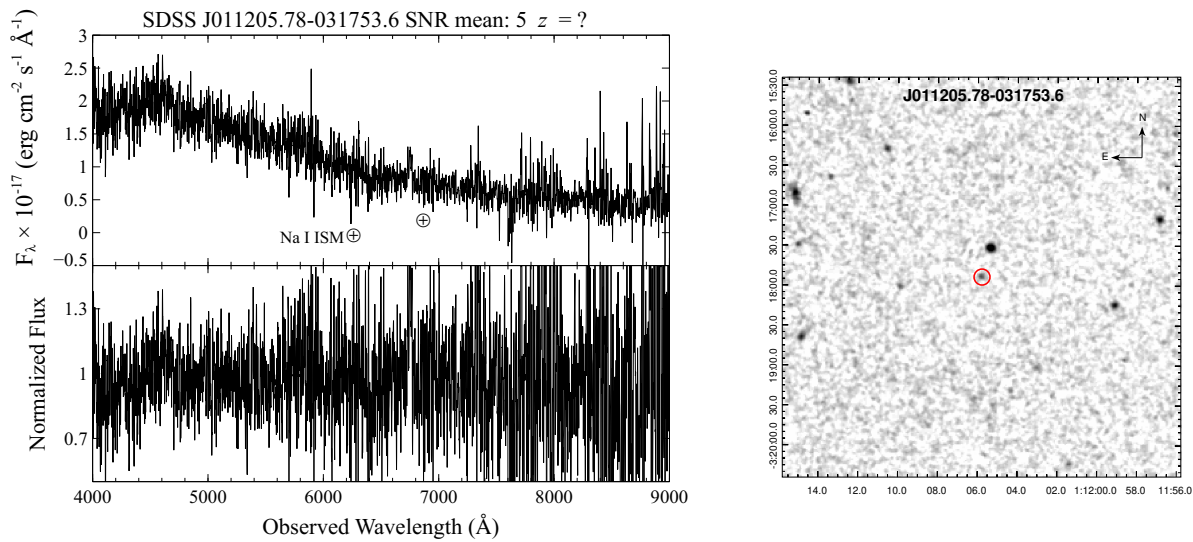 SDSS J011205.78-031753.6 SNR mean: 5 z = ?
F_λ × 10⁻¹⁷ (erg cm⁻² s⁻¹ Å⁻¹)
3
2.5
2
1.5
1
0.5
0
−0.5
Na I ISM ⊕
⊕
Normalized Flux
1.3
1
0.7
4000 5000 6000 7000 8000 9000
Observed Wavelength (Å)
J011205.78-031753.6
N
E
15:30.0
16:00.0
30.0
17:00.0
30.0
18:00.0
30.0
19:00.0
30.0
-3:20:00.0
14.0 12.0 10.0 08.0 06.0 04.0 02.0 1:12:00.0 58.0 11:56.0